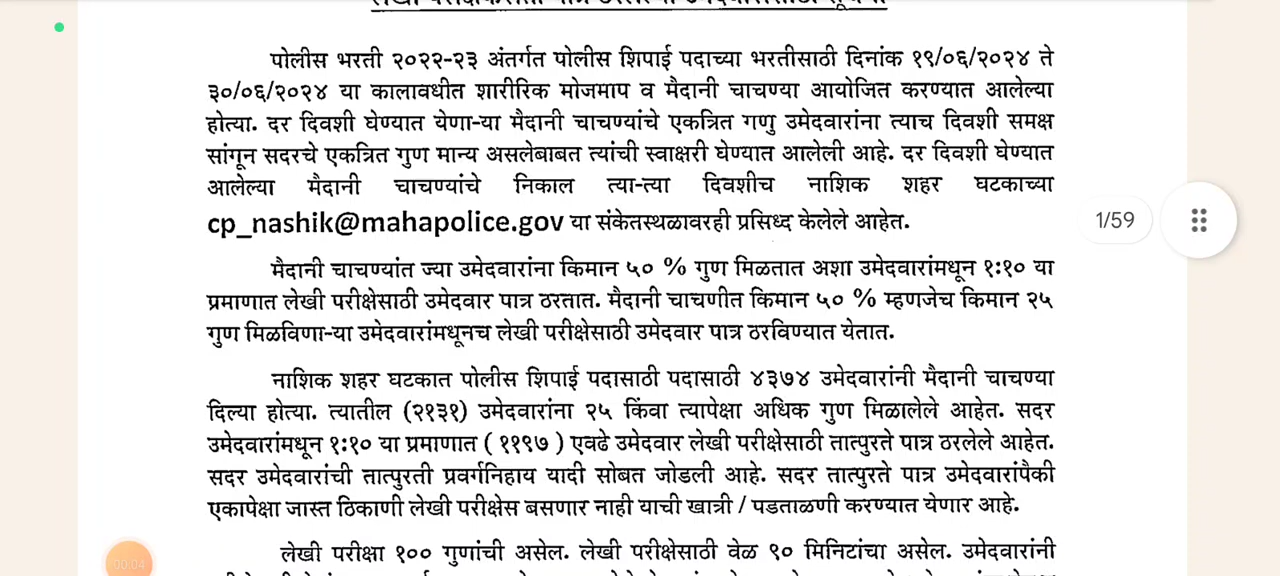 पोलीस भरती २०२२-२३ अंतर्गत पोलीस शिपाई पदाच्या भरतीसाठी दिनांक १९/०६/२०२४ ते
३०/०६/२०२४ या कालावधीत शारीरिक मोजमाप व मैदानी चाचण्या आयोजित करण्यात आलेल्या
होत्या. दर दिवशी घेण्यात येणा-या मैदानी चाचण्यांचे एकत्रित गणु उमेदवारांना त्याच दिवशी समक्ष
सांगून सदरचे एकत्रित गुण मान्य असलेबाबत त्यांची स्वाक्षरी घेण्यात आलेली आहे. दर दिवशी घेण्यात
आलेल्या मैदानी चाचण्यांचे निकाल त्या-त्या दिवशीच नाशिक शहर घटकाच्या
cp_nashik@mahapolice.gov या संकेतस्थळावरही प्रसिध्द केलेले आहेत.
1/59
मैदानी चाचण्यांत ज्या उमेदवारांना किमान ५० % गुण मिळतात अशा उमेदवारांमधून १:१० या
प्रमाणात लेखी परीक्षेसाठी उमेदवार पात्र ठरतात. मैदानी चाचणीत किमान ५० % म्हणजेच किमान २५
गुण मिळविणा-या उमेदवारांमधूनच लेखी परीक्षेसाठी उमेदवार पात्र ठरविण्यात येतात.
नाशिक शहर घटकात पोलीस शिपाई पदासाठी पदासाठी ४३७४ उमेदवारांनी मैदानी चाचण्या
दिल्या होत्या. त्यातील (२१३१) उमेदवारांना २५ किंवा त्यापेक्षा अधिक गुण मिळालेले आहेत. सदर
उमेदवारांमधून १:१० या प्रमाणात ( ११९७ ) एवढे उमेदवार लेखी परीक्षेसाठी तात्पुरते पात्र ठरलेले आहेत.
सदर उमेदवारांची तात्पुरती प्रवर्गनिहाय यादी सोबत जोडली आहे. सदर तात्पुरते पात्र उमेदवारांपैकी
एकापेक्षा जास्त ठिकाणी लेखी परीक्षेस बसणार नाही याची खात्री / पडताळणी करण्यात येणार आहे.
लेखी परीक्षा १०० गुणांची असेल. लेखी परीक्षेसाठी वेळ ९० मिनिटांचा असेल. उमेदवारांनी
00:04